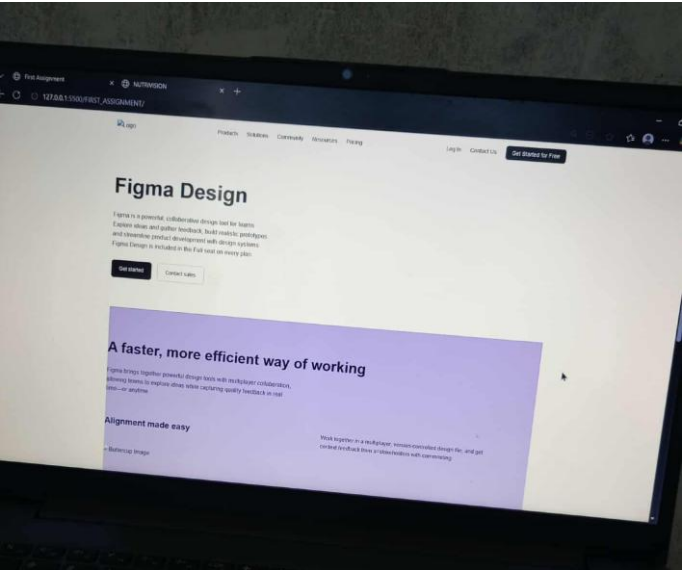 First Assignment
NUTRIVISION
127.0.0.1:5500/FIRST_ASSIGNMENT/
Logo
Products Solutions Community Resources Pricing
Log In Contact Us Get Started for Free
Figma Design
Figma is a powerful, collaborative design tool for teams.
Explore ideas and gather feedback, build realistic prototypes,
and streamline product development with design systems.
Figma Design is included in the Full seat on every plan.
Get started Contact sales
A faster, more efficient way of working
Figma brings together powerful design tools with multiplayer collaboration,
allowing teams to explore ideas while capturing quality feedback in real
time—or anytime.
Alignment made easy
Buttercup Image
Work together in a multiplayer, version-controlled design file, and get
context feedback from stakeholders with commenting.